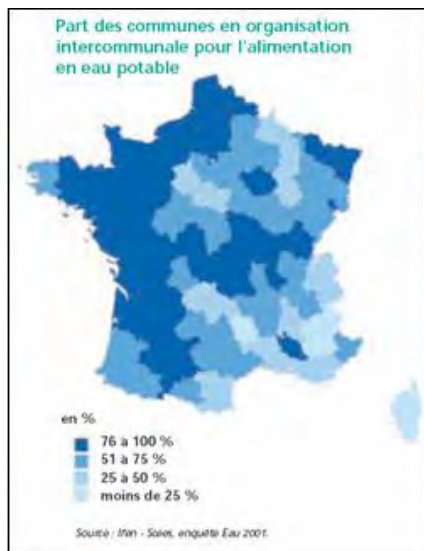 Part des communes en organisation
intercommunale pour l'alimentation
en eau potable
en %
76 à 100 %
51 à 75 %
25 à 50 %
moins de 25 %
Source : Ifen - Scees, enquête Eau 2001.